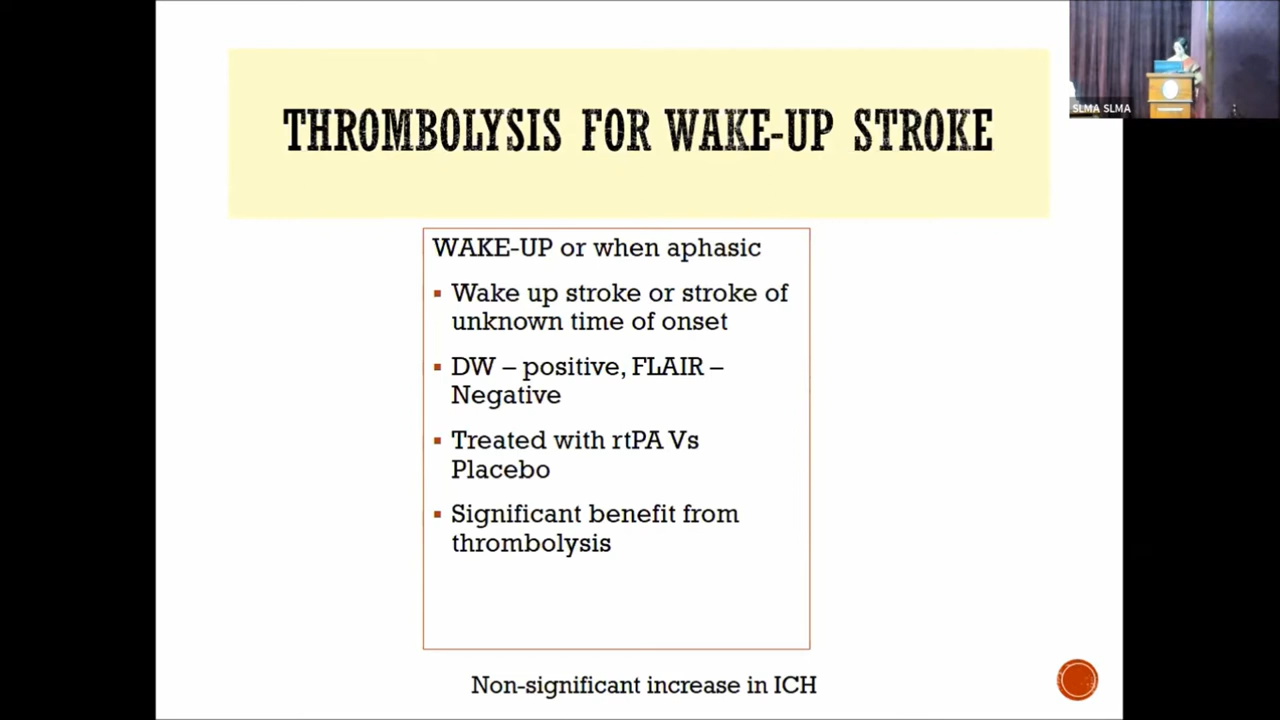 SLMA SLMA
THROMBOLYSIS FOR WAKE-UP STROKE
WAKE-UP or when aphasic
▪ Wake up stroke or stroke of
unknown time of onset
▪ DW – positive, FLAIR –
Negative
▪ Treated with rtPA Vs
Placebo
▪ Significant benefit from
thrombolysis
Non-significant increase in ICH